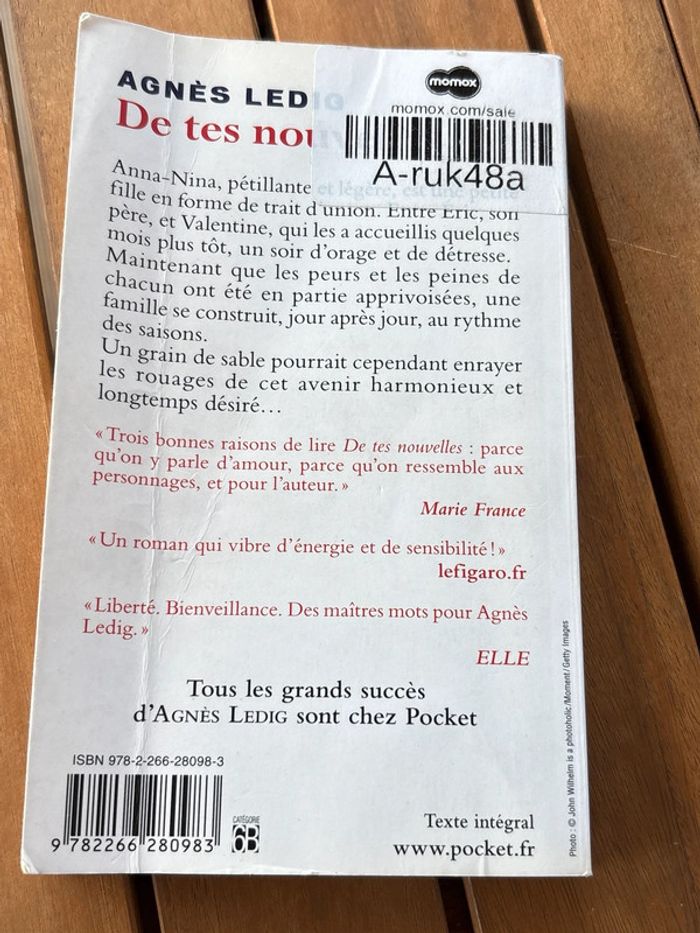 momox
momox.com/sale
A-ruk48a
AGNÈS LEDIG
De tes nou
Anna-Nina, pétillante et légère, est une petite
fille en forme de trait d'union. Entre Eric, son
père, et Valentine, qui les a accueillis quelques
mois plus tôt, un soir d'orage et de détresse.
Maintenant que les peurs et les peines de
chacun ont été en partie apprivoisées, une
famille se construit, jour après jour, au rythme
des saisons.
Un grain de sable pourrait cependant enrayer
les rouages de cet avenir harmonieux et
longtemps désiré…
« Trois bonnes raisons de lire De tes nouvelles : parce
qu'on y parle d'amour, parce qu'on ressemble aux
personnages, et pour l'auteur. »
Marie France
« Un roman qui vibre d'énergie et de sensibilité ! »
lefigaro.fr
« Liberté. Bienveillance. Des maîtres mots pour Agnès
Ledig. »
ELLE
Tous les grands succès
d'AGNÈS LEDIG sont chez Pocket
ISBN 978-2-266-28098-3
9 782266 280983
CATÉGORIE
6B
Texte intégral
www.pocket.fr
Photo : © John Wilhelm is a photoholic/Moment/Getty Images